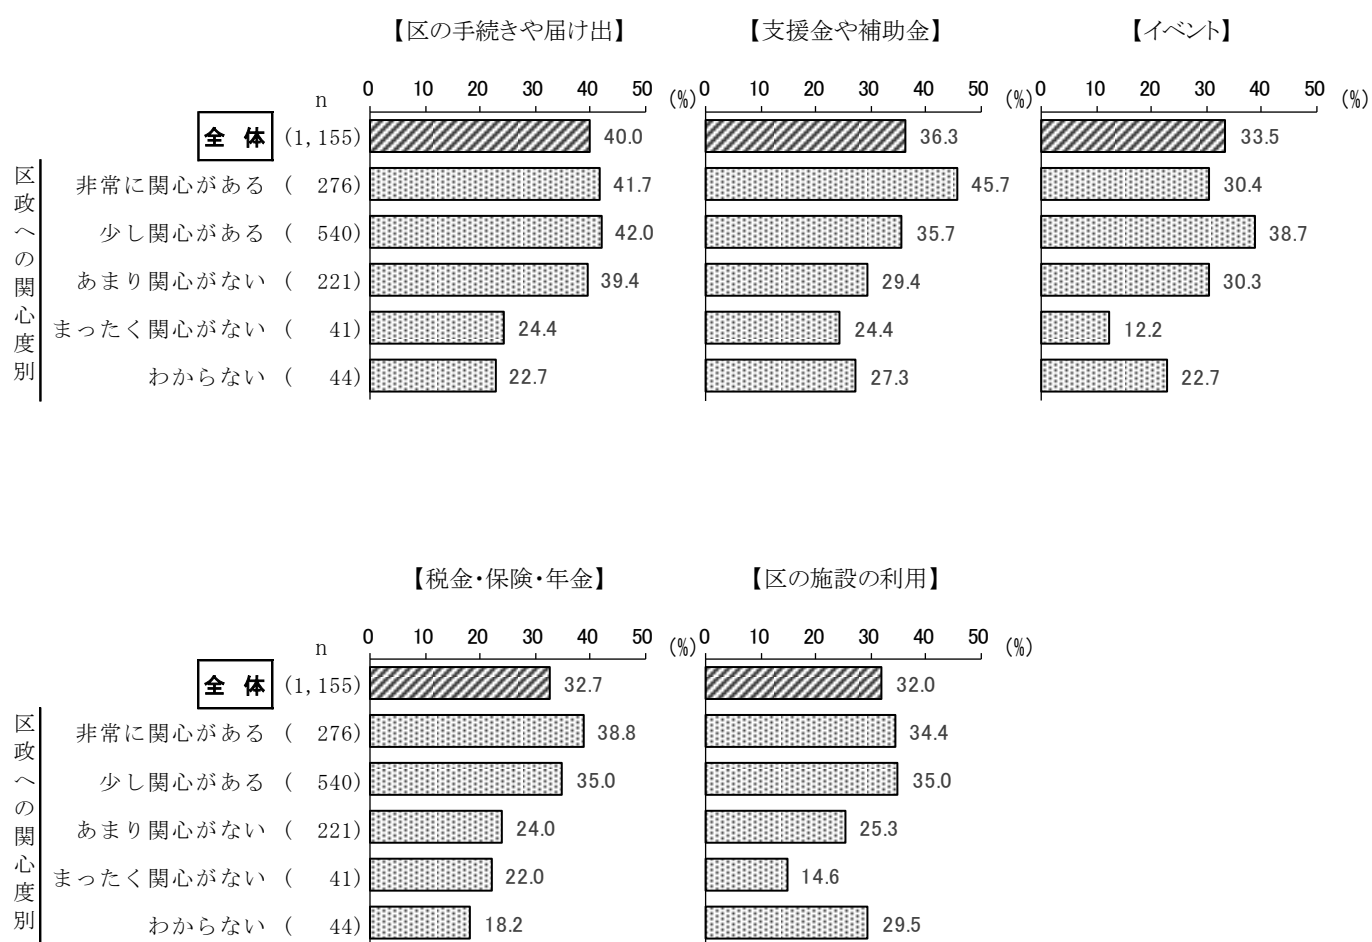 【区の手続きや届け出】 【支援金や補助金】 【イベント】
n 0 10 20 30 40 50 (%) 0 10 20 30 40 50 (%) 0 10 20 30 40 50 (%)
全体 (1,155) 40.0 36.3 33.5
区政への関心度別
非常に関心がある ( 276) 41.7 45.7 30.4
少し関心がある ( 540) 42.0 35.7 38.7
あまり関心がない ( 221) 39.4 29.4 30.3
まったく関心がない ( 41) 24.4 24.4 12.2
わからない ( 44) 22.7 27.3 22.7
【税金・保険・年金】 【区の施設の利用】
n 0 10 20 30 40 50 (%) 0 10 20 30 40 50 (%)
全体 (1,155) 32.7 32.0
区政への関心度別
非常に関心がある ( 276) 38.8 34.4
少し関心がある ( 540) 35.0 35.0
あまり関心がない ( 221) 24.0 25.3
まったく関心がない ( 41) 22.0 14.6
わからない ( 44) 18.2 29.5